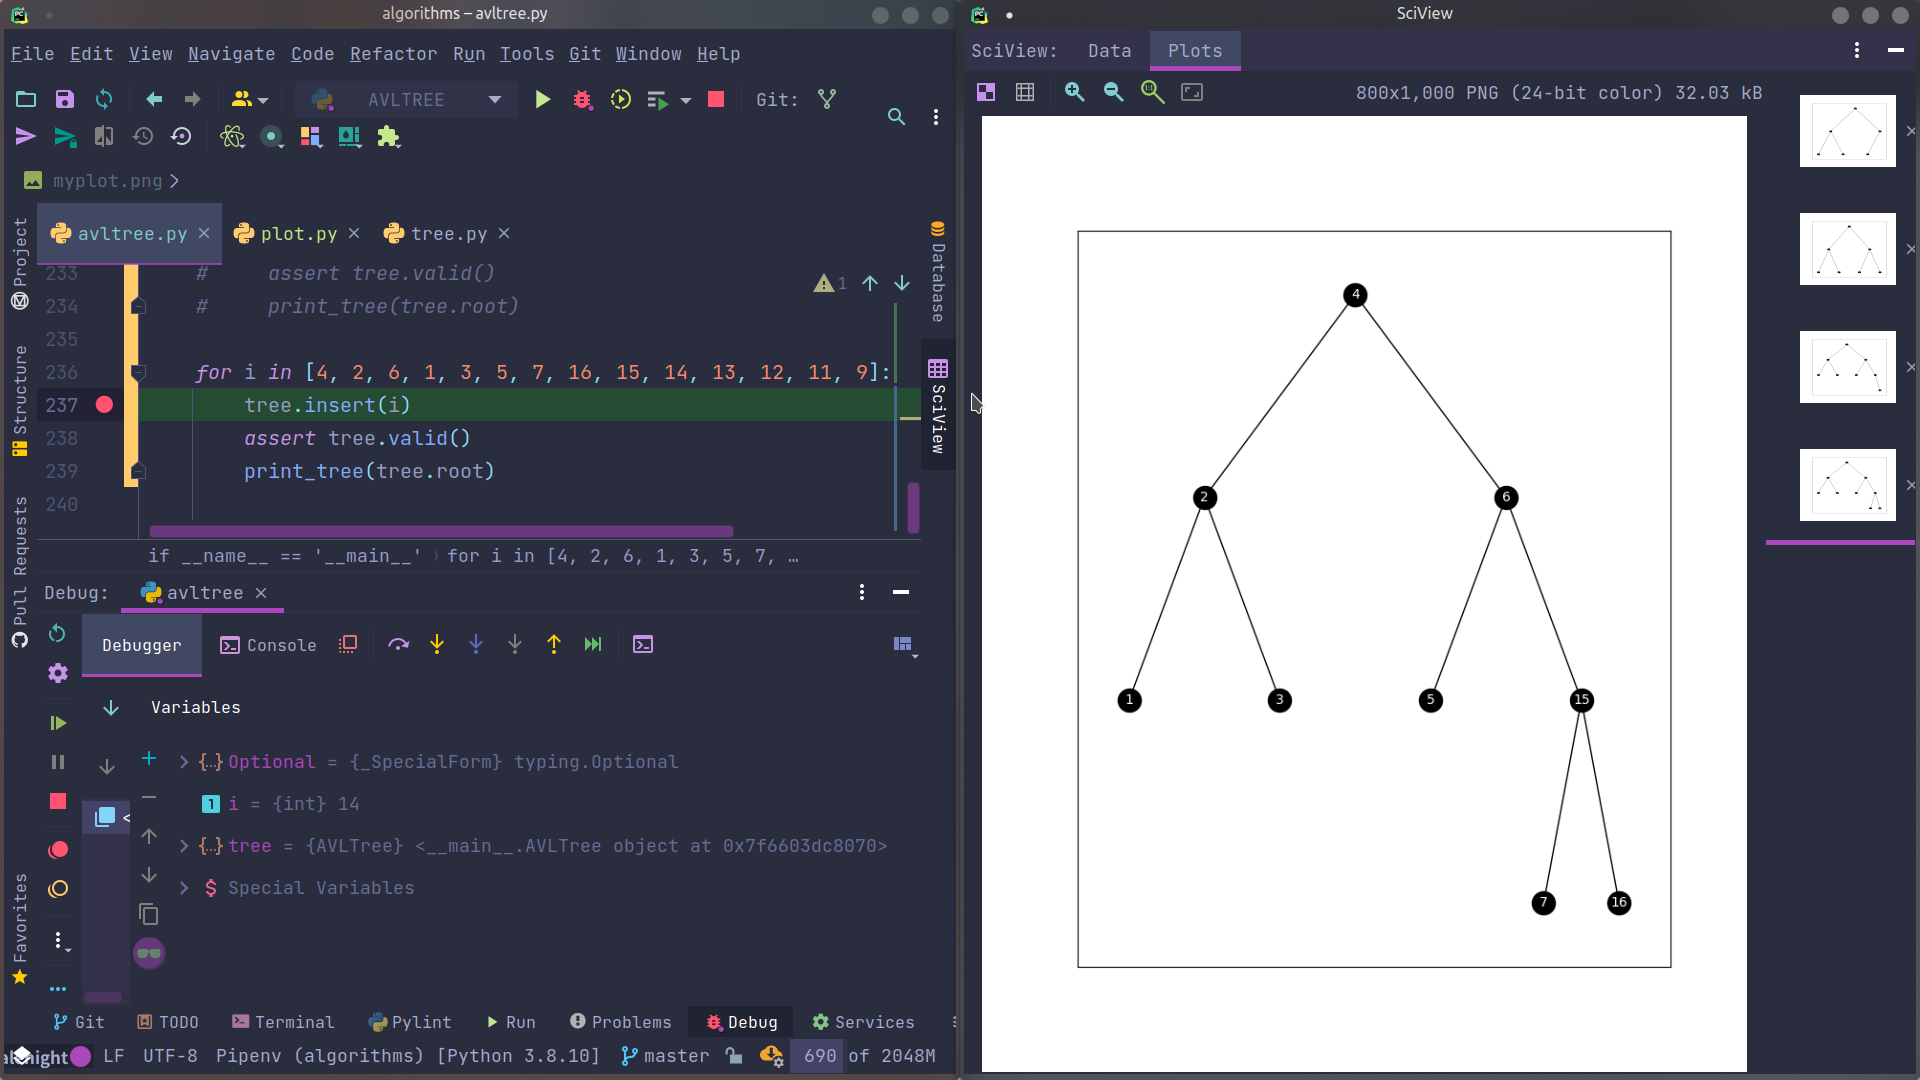 algorithms – avltree.py
File Edit View Navigate Code Refactor Run Tools Git Window Help
AVLTREE
Git:
myplot.png
Project
Structure
Pull Requests
Favorites
avltree.py
plot.py
tree.py
233 # assert tree.valid()
234 # print_tree(tree.root)
235
236 for i in [4, 2, 6, 1, 3, 5, 7, 16, 15, 14, 13, 12, 11, 9]:
237 tree.insert(i)
238 assert tree.valid()
239 print_tree(tree.root)
240
1
Database
SciView
if __name__ == '__main__' › for i in [4, 2, 6, 1, 3, 5, 7, …
Debug: avltree
Debugger
Console
Variables
{..} Optional = {_SpecialForm} typing.Optional
1 i = {int} 14
{..} tree = {AVLTree} <__main__.AVLTree object at 0x7f6603dc8070>
$ Special Variables
<
Git TODO Terminal Pylint Run Problems Debug Services
LF UTF-8 Pipenv (algorithms) [Python 3.8.10] master 690 of 2048M
SciView
SciView: Data Plots
1:1
800x1,000 PNG (24-bit color) 32.03 kB
4
2 6
1 3 5 15
7 16